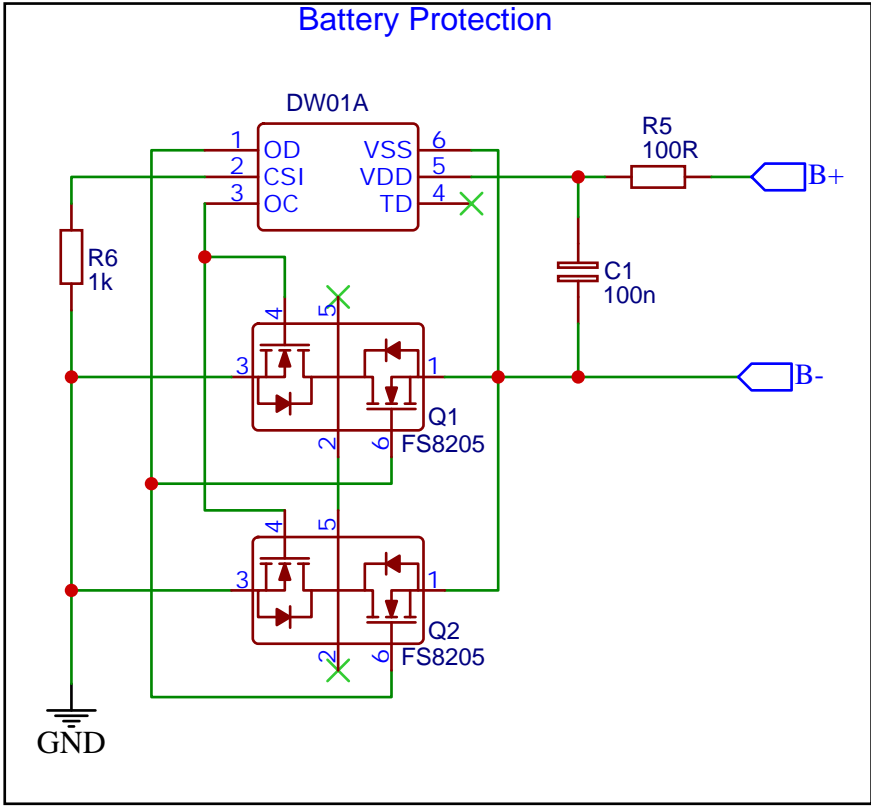 Battery Protection
DW01A
1 OD VSS 6
2 CSI VDD 5
3 OC TD 4
R5
100R
B+
R6
1k
C1
100n
4 5
3 1
B-
Q1
2 6 FS8205
4 5
3 1
Q2
2 6 FS8205
GND